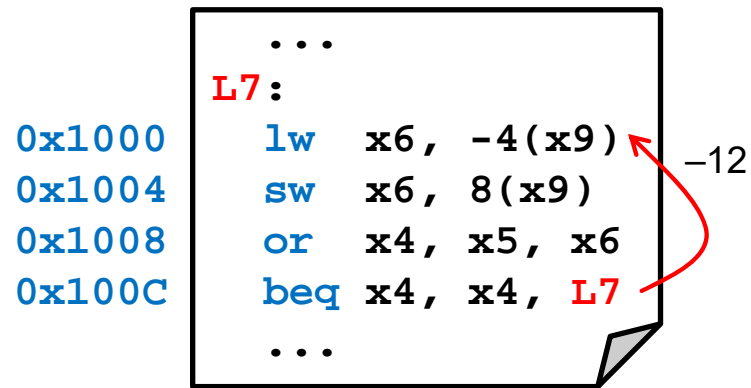 ...
L7:
0x1000 lw x6, -4(x9) –12
0x1004 sw x6, 8(x9)
0x1008 or x4, x5, x6
0x100C beq x4, x4, L7
...